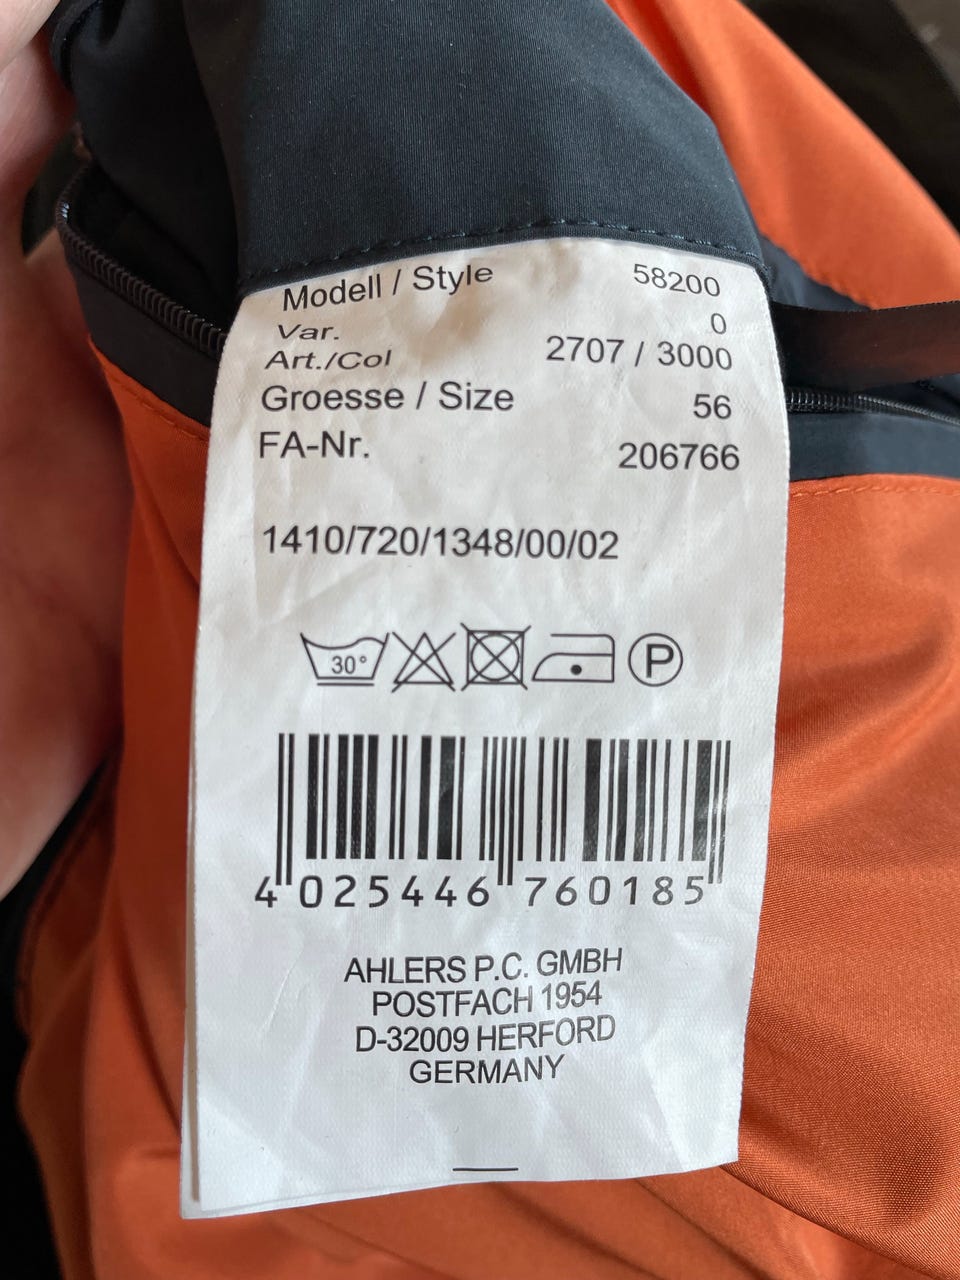 Modell / Style 58200
Var. 0
Art./Col 2707 / 3000
Groesse / Size 56
FA-Nr. 206766
1410/720/1348/00/02
30° P
4 025446 760185
AHLERS P.C. GMBH
POSTFACH 1954
D-32009 HERFORD
GERMANY